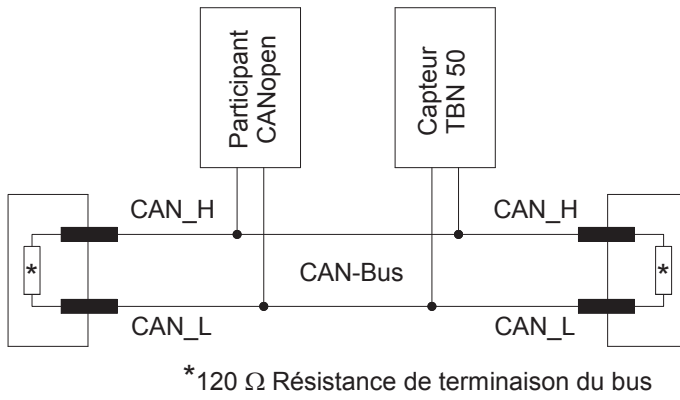 Participant
CANopen
Capteur
TBN 50
CAN_H
CAN_H
*
CAN-Bus
*
CAN_L
CAN_L
*120 Ω Résistance de terminaison du bus